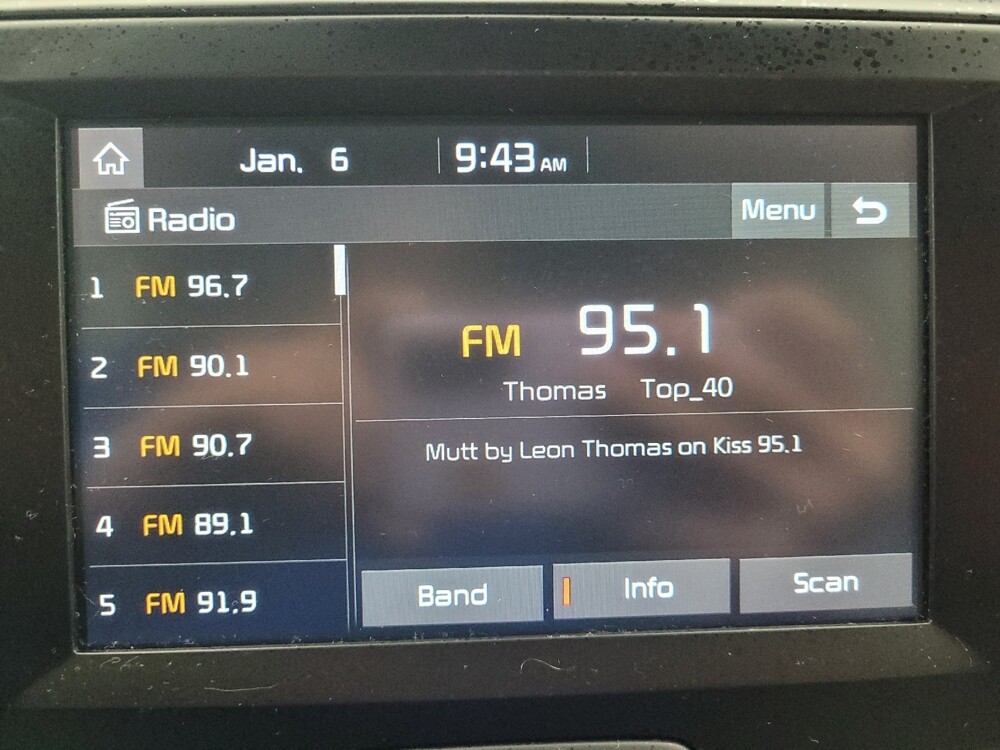 Jan. 6 9:43 AM
Radio Menu
1 FM 96.7
2 FM 90.1
3 FM 90.7
4 FM 89.1
5 FM 91.9
FM 95.1
Thomas Top_40
Mutt by Leon Thomas on Kiss 95.1
Band Info Scan